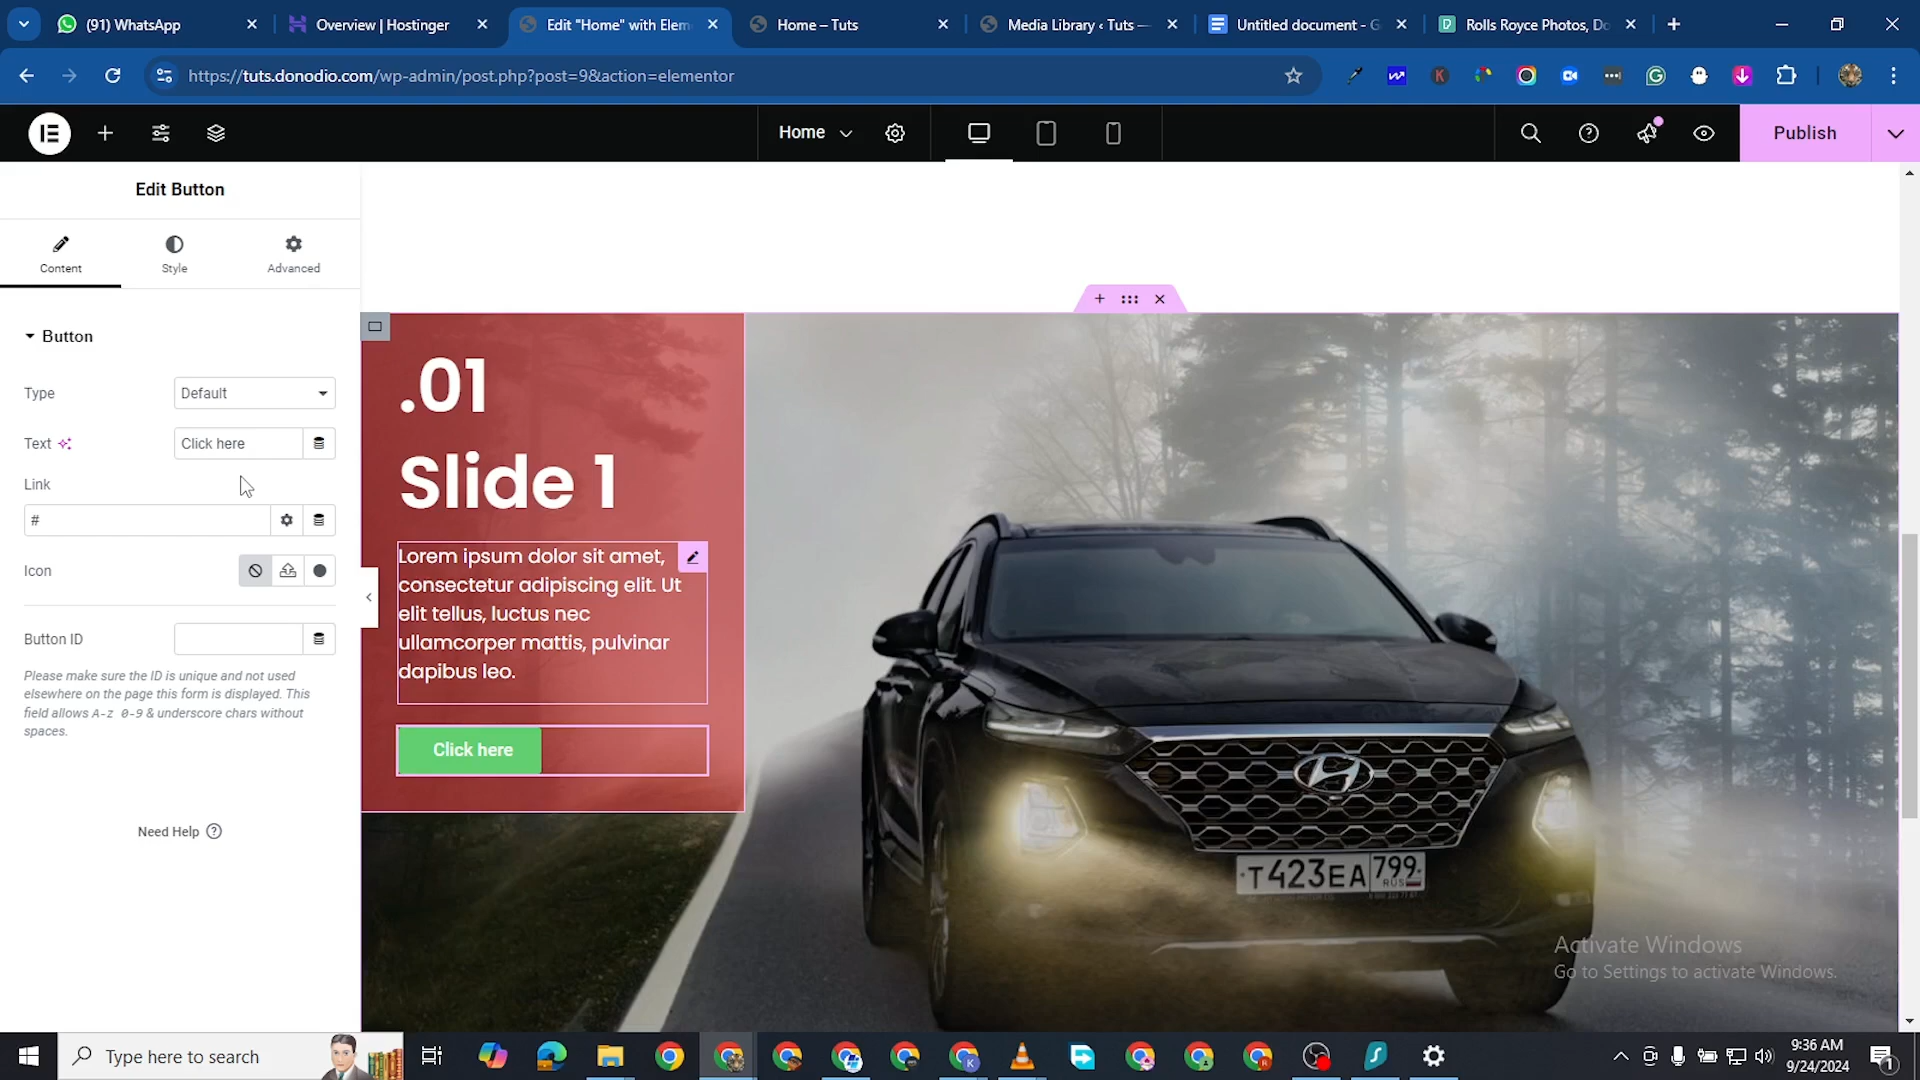 (91) WhatsApp
Overview | Hostinger
Edit "Home" with Elem
Home – Tuts
Media Library ‹ Tuts —
Untitled document - G
Rolls Royce Photos, Do
https://tuts.donodio.com/wp-admin/post.php?post=9&action=elementor
Home
Publish
Edit Button
Content
Style
Advanced
Button
Type
Default
Text
Click here
Link
#
Icon
Button ID
Please make sure the ID is unique and not used
elsewhere on the page this form is displayed. This
field allows A-z 0-9 & underscore chars without
spaces.
Need Help
.01
Slide 1
Lorem ipsum dolor sit amet,
consectetur adipiscing elit. Ut
elit tellus, luctus nec
ullamcorper mattis, pulvinar
dapibus leo.
Click here
T423EA 799
RUS
Activate Windows
Go to Settings to activate Windows.
Type here to search
9:36 AM
9/24/2024
1